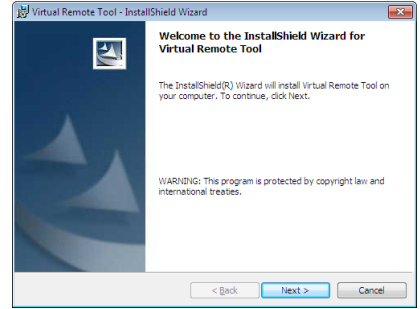 Virtual Remote Tool - InstallShield Wizard
Welcome to the InstallShield Wizard for
Virtual Remote Tool
The InstallShield(R) Wizard will install Virtual Remote Tool on
your computer. To continue, click Next.
WARNING: This program is protected by copyright law and
international treaties.
< Back Next > Cancel